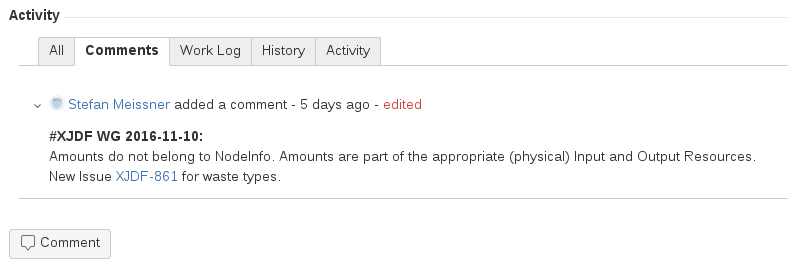 Activity
All Comments Work Log History Activity
Stefan Meissner added a comment - 5 days ago - edited
#XJDF WG 2016-11-10:
Amounts do not belong to NodeInfo. Amounts are part of the appropriate (physical) Input and Output Resources.
New Issue XJDF-861 for waste types.
Comment